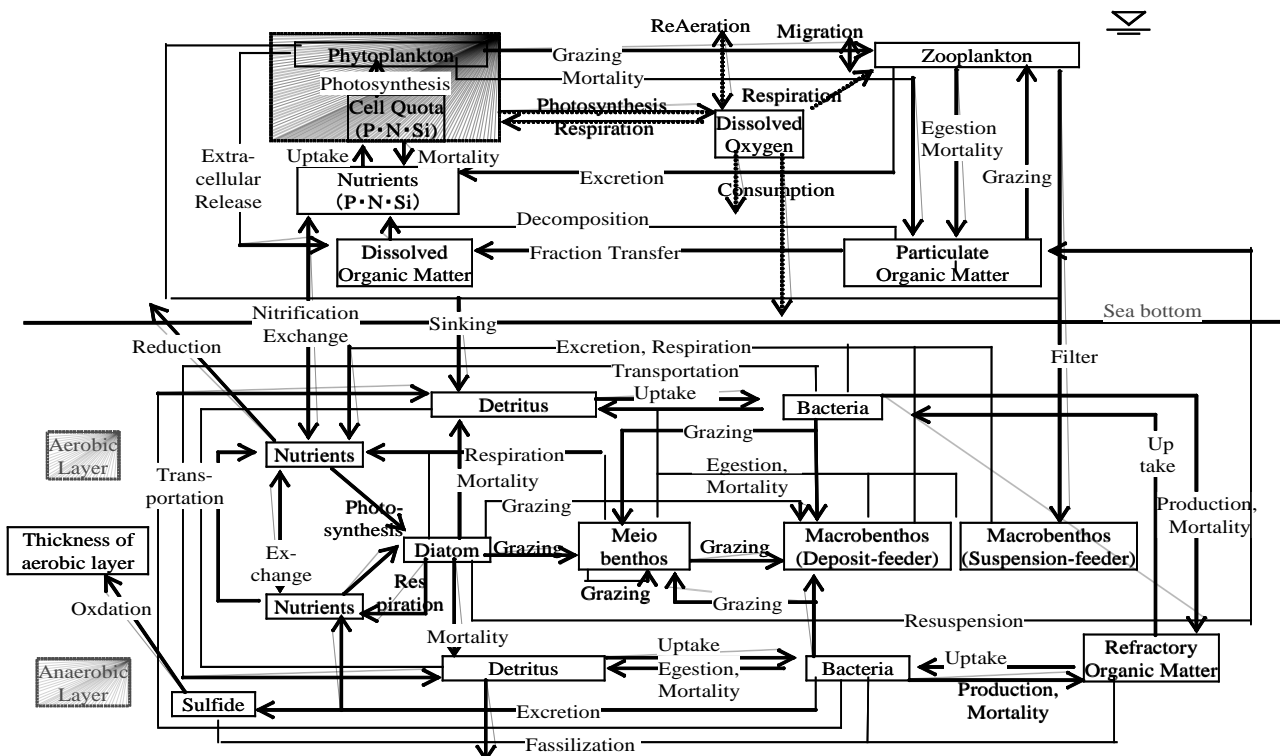 ReAeration
Migration
Phytoplankton
Grazing
Zooplankton
Mortality
Photosynthesis
Cell Quota
(P・N・Si)
Photosynthesis
Respiration
Respiration
Dissolved
Oxygen
Extra-
cellular
Release
Uptake
Mortality
Egestion
Mortality
Grazing
Nutrients
(P・N・Si)
Excretion
Consumption
Decomposition
Dissolved
Organic Matter
Fraction Transfer
Particulate
Organic Matter
Nitrification
Exchange
Sinking
Sea bottom
Reduction
Excretion, Respiration
Filter
Transportation
Uptake
Detritus
Bacteria
Aerobic
Layer
Nutrients
Respiration
Grazing
Up
take
Trans-
portation
Mortality
Egestion,
Mortality
Production,
Mortality
Photo-
synthesis
Grazing
Thickness of
aerobic layer
Diatom
Grazing
Meio
benthos
Grazing
Macrobenthos
(Deposit-feeder)
Macrobenthos
(Suspension-feeder)
Ex-
change
Res
piration
Grazing
Grazing
Nutrients
Oxdation
Resuspension
Mortality
Anaerobic
Layer
Detritus
Uptake
Egestion,
Mortality
Bacteria
Uptake
Refractory
Organic Matter
Production,
Mortality
Sulfide
Excretion
Fassilization